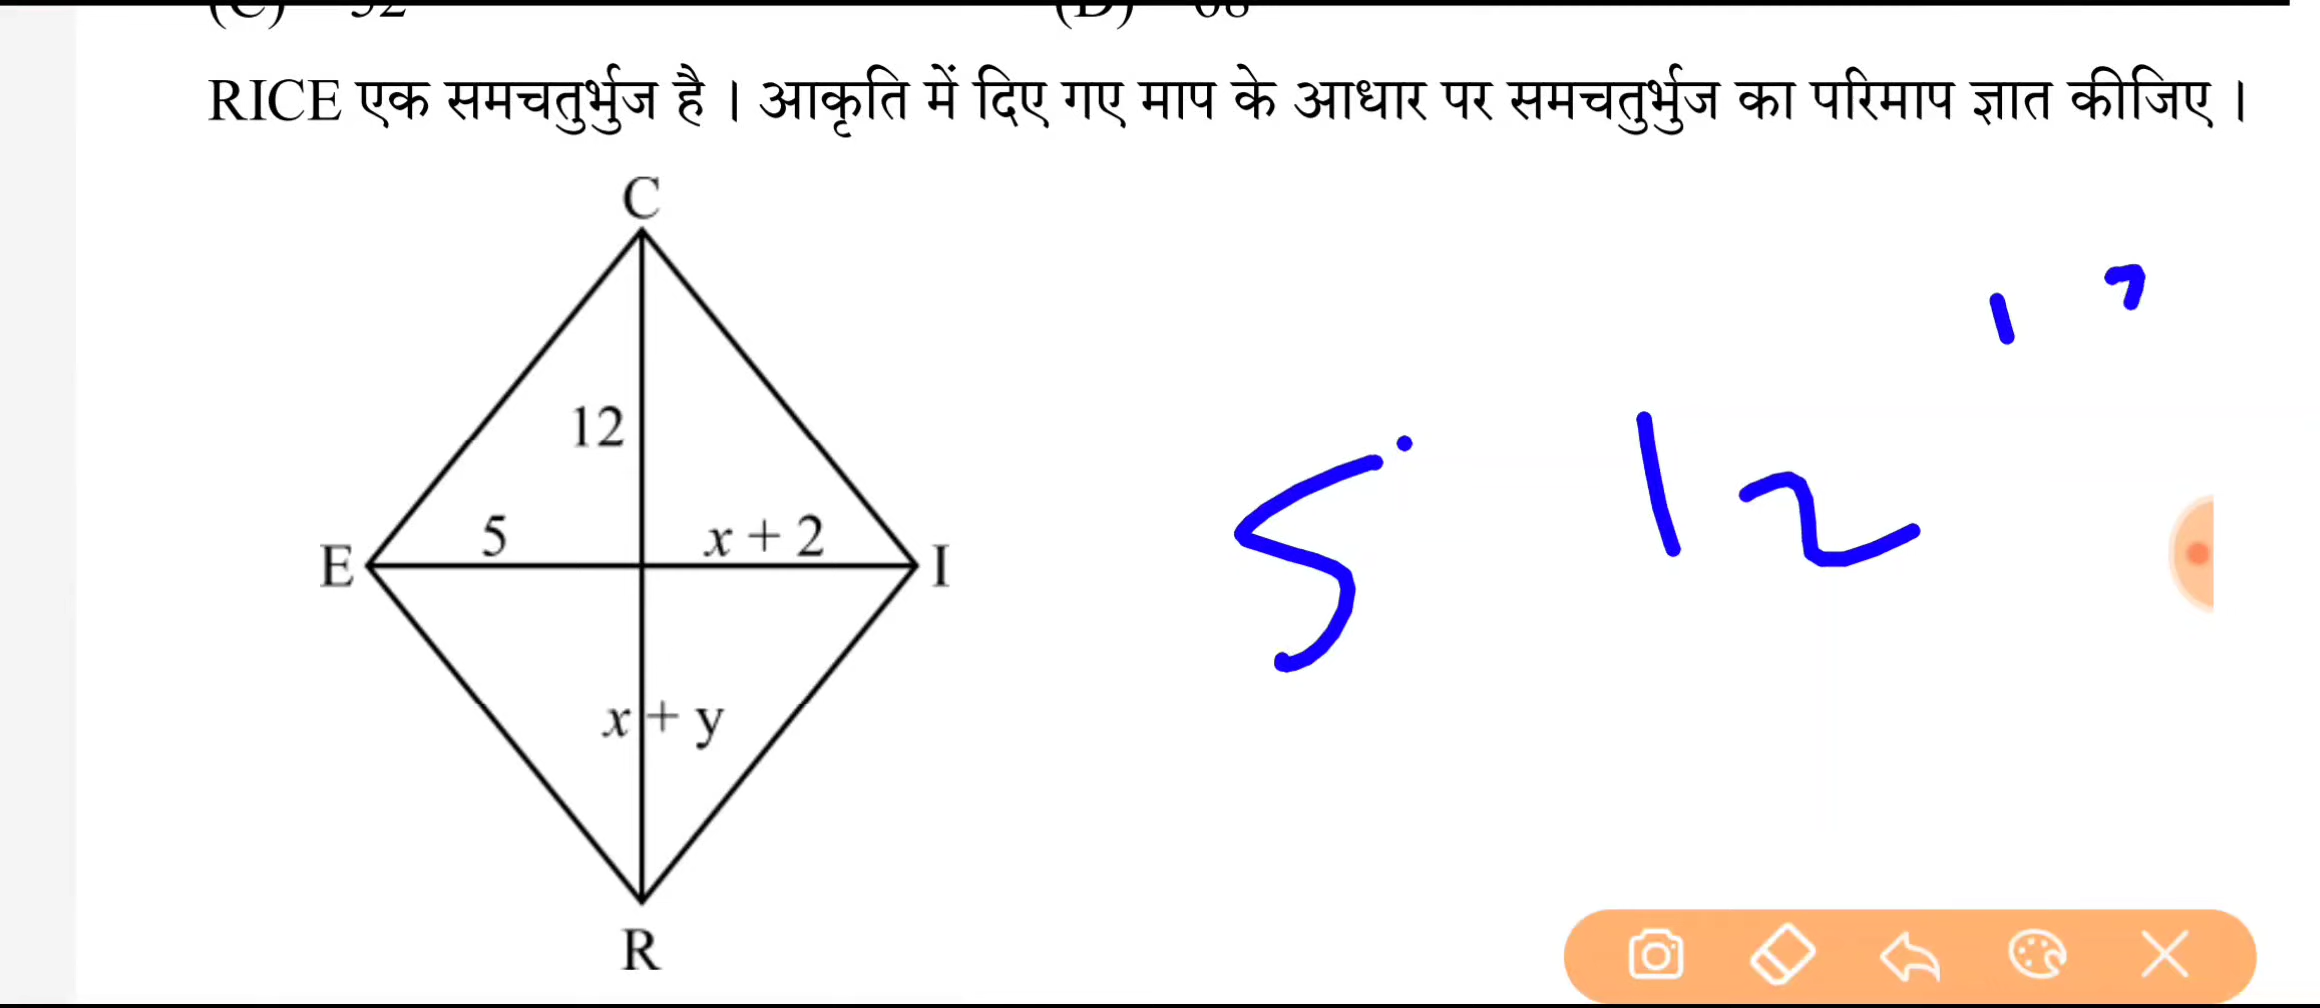 RICE एक समचतुर्भुज है । आकृति में दिए गए माप के आधार पर समचतुर्भुज का परिमाप ज्ञात कीजिए ।
C
12
5
x + 2
E
I
x + y
R
5 12